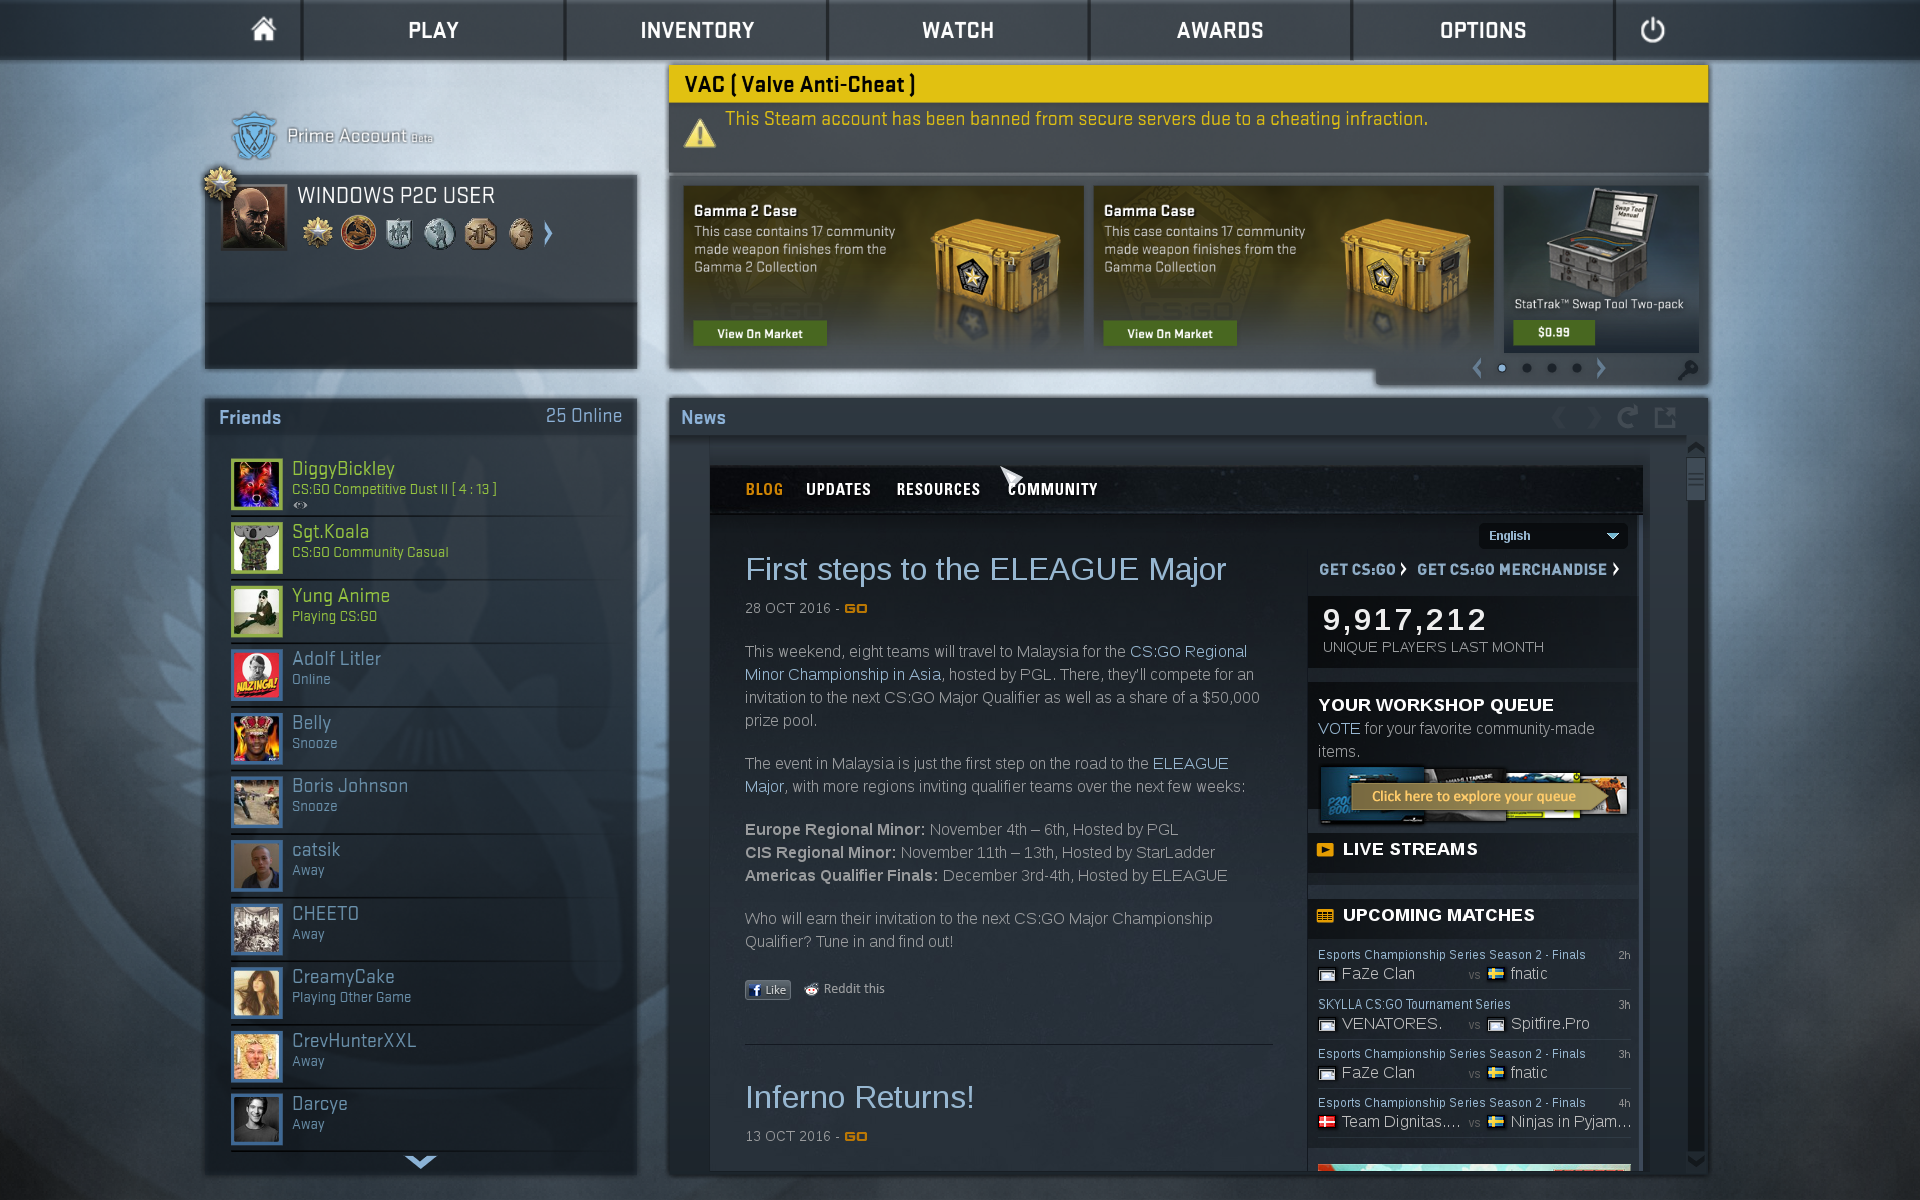 PLAY
INVENTORY
WATCH
AWARDS
OPTIONS
VAC ( Valve Anti-Cheat )
This Steam account has been banned from secure servers due to a cheating infraction.
Prime Account Beta
WINDOWS P2C USER
Gamma 2 Case
This case contains 17 community
made weapon finishes from the
Gamma 2 Collection
View On Market
Gamma Case
This case contains 17 community
made weapon finishes from the
Gamma Collection
View On Market
Swap Tool
Manual
StatTrak™ Swap Tool Two-pack
$0.99
Friends
25 Online
DiggyBickley
CS:GO Competitive Dust II [ 4 : 13 ]
Sgt.Koala
CS:GO Community Casual
Yung Anime
Playing CS:GO
NAZINGA!
Adolf Litler
Online
Belly
Snooze
Boris Johnson
Snooze
catsik
Away
CHEETO
Away
CreamyCake
Playing Other Game
CrevHunterXXL
Away
Darcye
Away
News
BLOG UPDATES RESOURCES COMMUNITY
English
First steps to the ELEAGUE Major
28 OCT 2016 - GO
This weekend, eight teams will travel to Malaysia for the CS:GO Regional
Minor Championship in Asia, hosted by PGL. There, they'll compete for an
invitation to the next CS:GO Major Qualifier as well as a share of a $50,000
prize pool.
The event in Malaysia is just the first step on the road to the ELEAGUE
Major, with more regions inviting qualifier teams over the next few weeks:
Europe Regional Minor: November 4th – 6th, Hosted by PGL
CIS Regional Minor: November 11th – 13th, Hosted by StarLadder
Americas Qualifier Finals: December 3rd-4th, Hosted by ELEAGUE
Who will earn their invitation to the next CS:GO Major Championship
Qualifier? Tune in and find out!
Like
Reddit this
Inferno Returns!
13 OCT 2016 - GO
GET CS:GO
GET CS:GO MERCHANDISE
9,917,212
UNIQUE PLAYERS LAST MONTH
YOUR WORKSHOP QUEUE
VOTE for your favorite community-made
items.
Click here to explore your queue
LIVE STREAMS
UPCOMING MATCHES
Esports Championship Series Season 2 - Finals 2h
FaZe Clan vs fnatic
SKYLLA CS:GO Tournament Series 3h
VENATORES. vs Spitfire.Pro
Esports Championship Series Season 2 - Finals 3h
FaZe Clan vs fnatic
Esports Championship Series Season 2 - Finals 4h
Team Dignitas.... vs Ninjas in Pyjam...